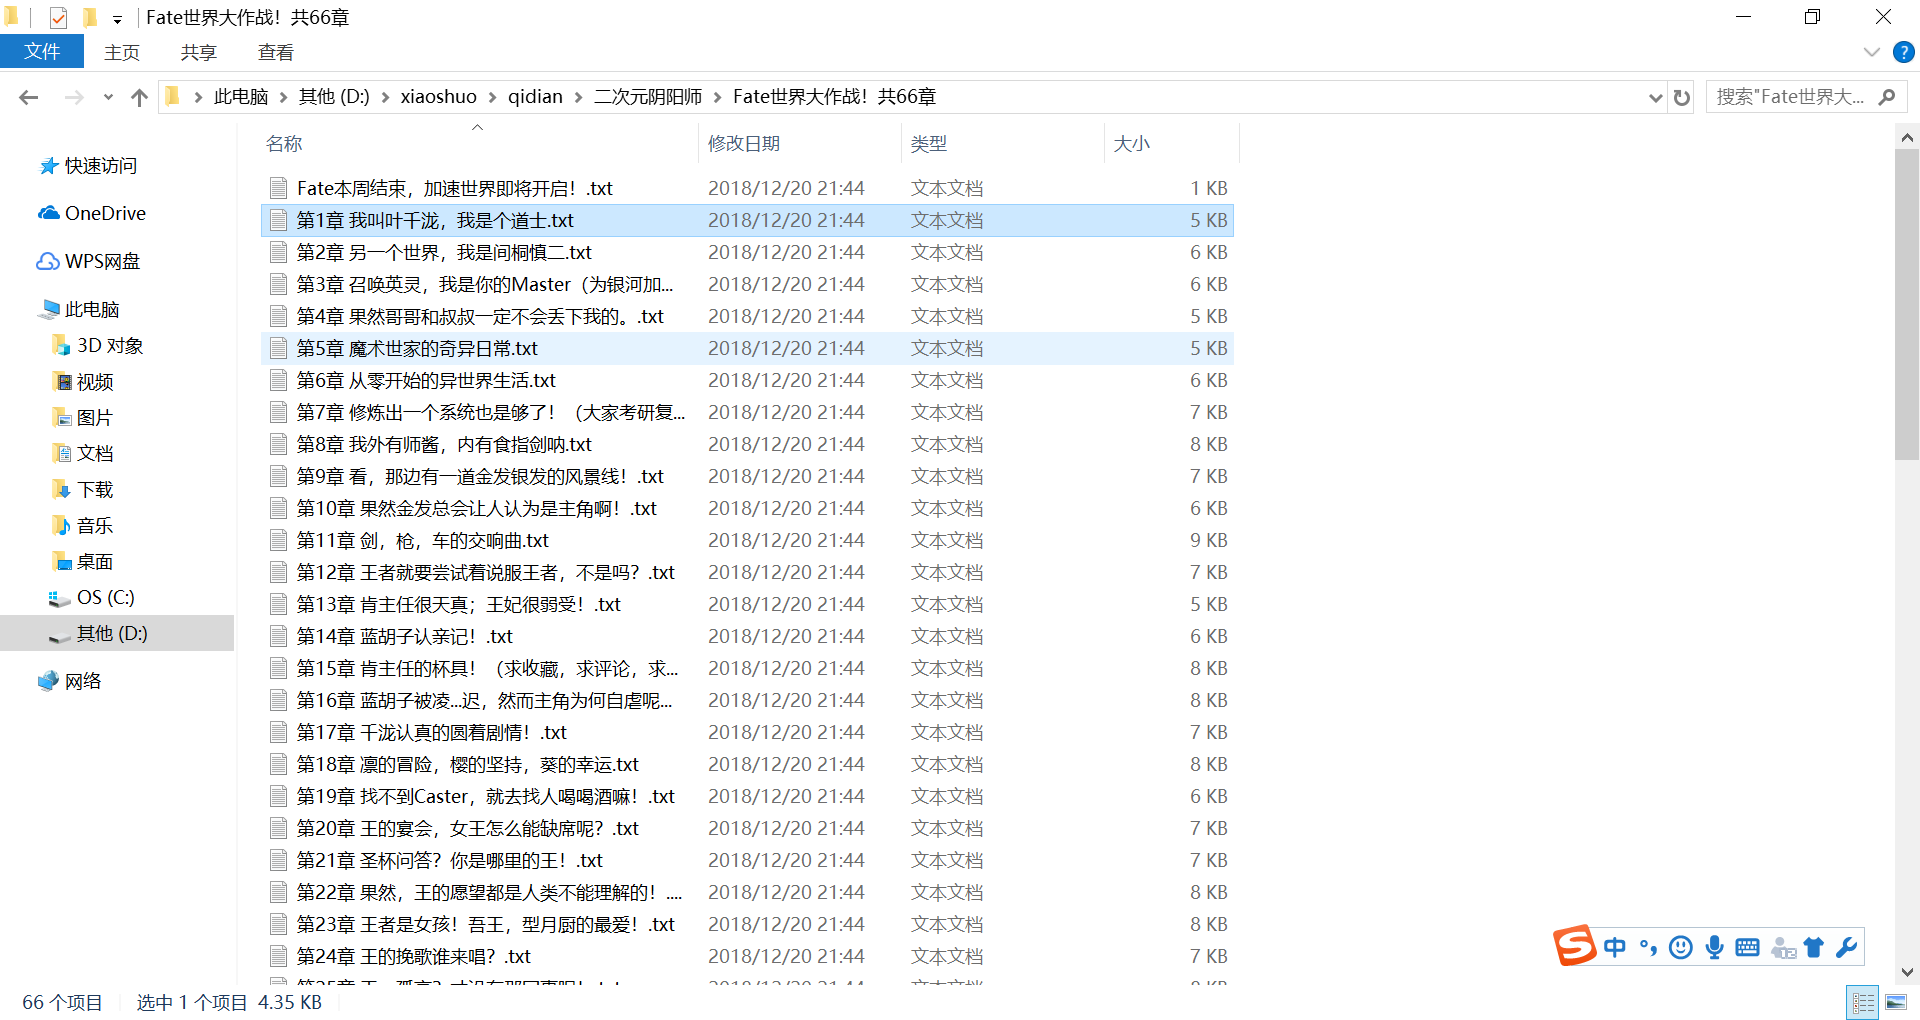 Fate世界大作战！共66章
文件 主页 共享 查看
此电脑 其他 (D:) xiaoshuo qidian 二次元阴阳师 Fate世界大作战！共66章
搜索"Fate世界大...
名称 修改日期 类型 大小
快速访问
OneDrive
WPS网盘
此电脑
3D 对象
视频
图片
文档
下载
音乐
桌面
OS (C:)
其他 (D:)
网络
Fate本周结束，加速世界即将开启！.txt 2018/12/20 21:44 文本文档 1 KB
第1章 我叫叶千泷，我是个道士.txt 2018/12/20 21:44 文本文档 5 KB
第2章 另一个世界，我是间桐慎二.txt 2018/12/20 21:44 文本文档 6 KB
第3章 召唤英灵，我是你的Master（为银河加... 2018/12/20 21:44 文本文档 6 KB
第4章 果然哥哥和叔叔一定不会丢下我的。.txt 2018/12/20 21:44 文本文档 5 KB
第5章 魔术世家的奇异日常.txt 2018/12/20 21:44 文本文档 5 KB
第6章 从零开始的异世界生活.txt 2018/12/20 21:44 文本文档 6 KB
第7章 修炼出一个系统也是够了！（大家考研复... 2018/12/20 21:44 文本文档 7 KB
第8章 我外有师酱，内有食指剑呐.txt 2018/12/20 21:44 文本文档 8 KB
第9章 看，那边有一道金发银发的风景线！.txt 2018/12/20 21:44 文本文档 7 KB
第10章 果然金发总会让人认为是主角啊！.txt 2018/12/20 21:44 文本文档 6 KB
第11章 剑，枪，车的交响曲.txt 2018/12/20 21:44 文本文档 9 KB
第12章 王者就要尝试着说服王者，不是吗？.txt 2018/12/20 21:44 文本文档 7 KB
第13章 肯主任很天真；王妃很弱受！.txt 2018/12/20 21:44 文本文档 5 KB
第14章 蓝胡子认亲记！.txt 2018/12/20 21:44 文本文档 6 KB
第15章 肯主任的杯具！（求收藏，求评论，求... 2018/12/20 21:44 文本文档 8 KB
第16章 蓝胡子被凌...迟，然而主角为何自虐呢... 2018/12/20 21:44 文本文档 8 KB
第17章 千泷认真的圆着剧情！.txt 2018/12/20 21:44 文本文档 7 KB
第18章 凛的冒险，樱的坚持，葵的幸运.txt 2018/12/20 21:44 文本文档 8 KB
第19章 找不到Caster，就去找人喝喝酒嘛！.txt 2018/12/20 21:44 文本文档 6 KB
第20章 王的宴会，女王怎么能缺席呢？.txt 2018/12/20 21:44 文本文档 7 KB
第21章 圣杯问答？你是哪里的王！.txt 2018/12/20 21:44 文本文档 7 KB
第22章 果然，王的愿望都是人类不能理解的！.... 2018/12/20 21:44 文本文档 8 KB
第23章 王者是女孩！吾王，型月厨的最爱！.txt 2018/12/20 21:44 文本文档 8 KB
第24章 王的挽歌谁来唱？.txt 2018/12/20 21:44 文本文档 7 KB
中
66 个项目 选中 1 个项目 4.35 KB